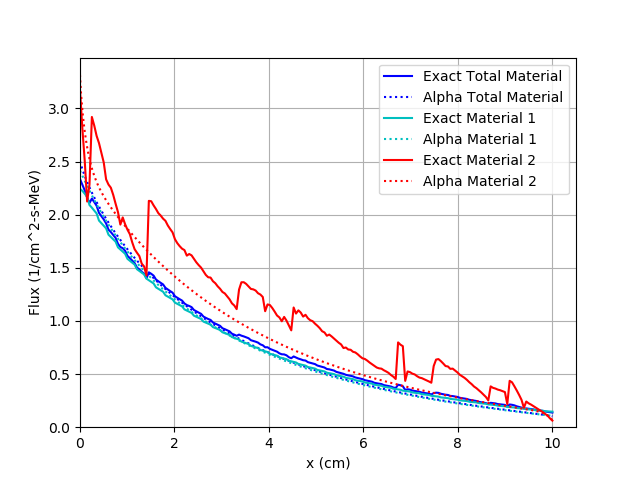 Exact Total Material
Alpha Total Material
Exact Material 1
Alpha Material 1
Exact Material 2
Alpha Material 2
3.0
2.5
2.0
1.5
1.0
0.5
0.0
Flux (1/cm^2-s-MeV)
0 2 4 6 8 10
x (cm)